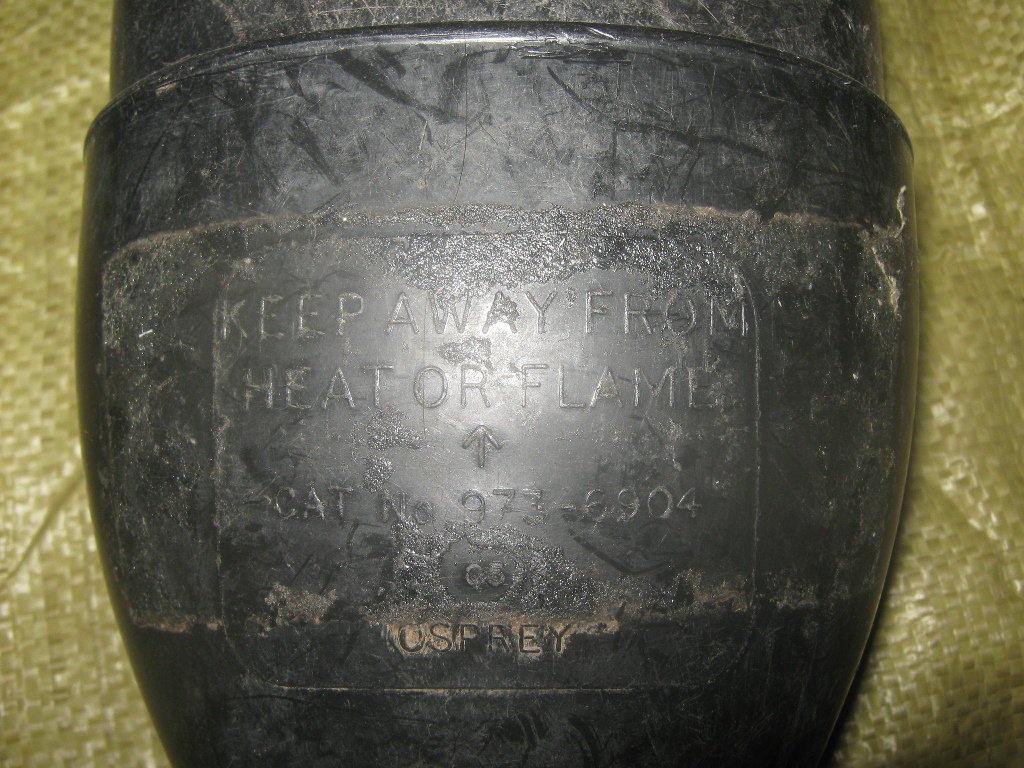 KEEP AWAY FROM
HEAT OR FLAME
↑
CAT No 973-6904
OSPREY